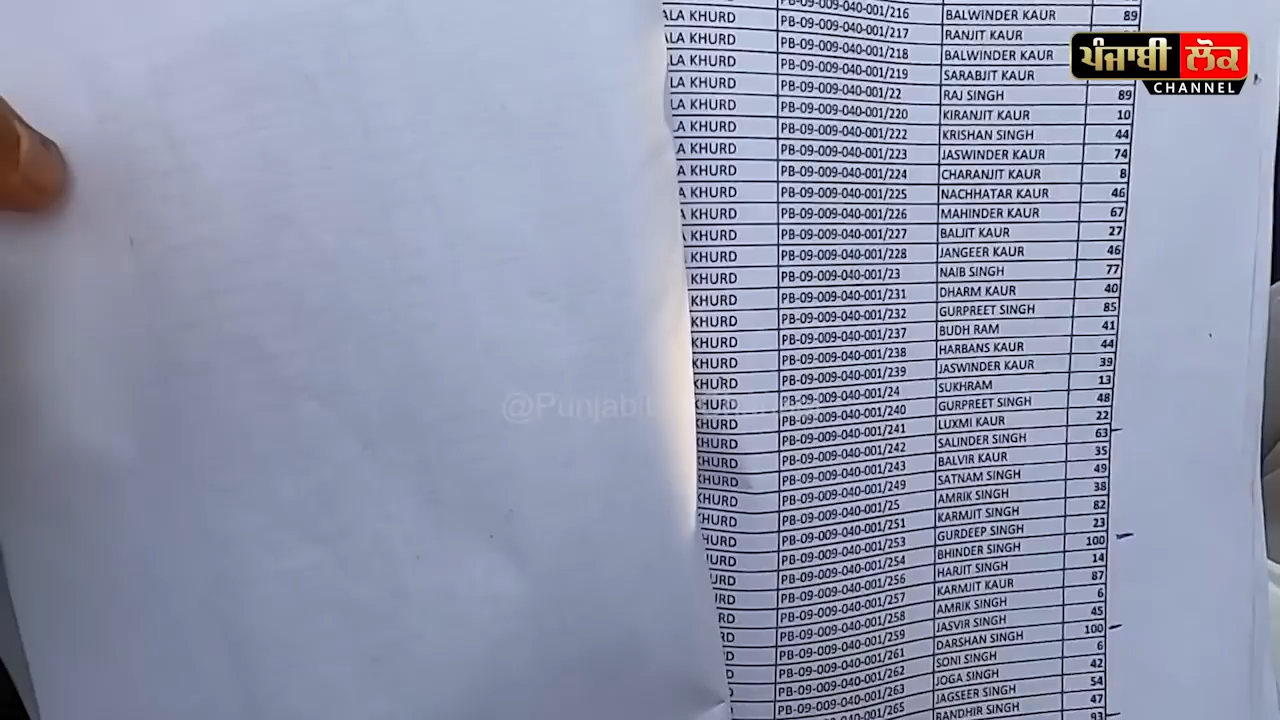 ALA KHURD PB-09-009-040-001/216 BALWINDER KAUR 89
ALA KHURD PB-09-009-040-001/217 RANJIT KAUR
LA KHURD PB-09-009-040-001/218 BALWINDER KAUR
LA KHURD PB-09-009-040-001/219 SARABJIT KAUR
LA KHURD PB-09-009-040-001/22 RAJ SINGH 89
LA KHURD PB-09-009-040-001/220 KIRANJIT KAUR 10
A KHURD PB-09-009-040-001/222 KRISHAN SINGH 44
A KHURD PB-09-009-040-001/223 JASWINDER KAUR 74
A KHURD PB-09-009-040-001/224 CHARANJIT KAUR 8
A KHURD PB-09-009-040-001/225 NACHHATAR KAUR 46
KHURD PB-09-009-040-001/226 MAHINDER KAUR 67
KHURD PB-09-009-040-001/227 BALJIT KAUR 27
KHURD PB-09-009-040-001/228 JANGEER KAUR 46
KHURD PB-09-009-040-001/23 NAIB SINGH 77
KHURD PB-09-009-040-001/231 DHARM KAUR 40
KHURD PB-09-009-040-001/232 GURPREET SINGH 85
KHURD PB-09-009-040-001/237 BUDH RAM 41
KHURD PB-09-009-040-001/238 HARBANS KAUR 44
KHURD PB-09-009-040-001/239 JASWINDER KAUR 39
KHURD PB-09-009-040-001/24 SUKHRAM 13
KHURD PB-09-009-040-001/240 GURPREET SINGH 48
KHURD PB-09-009-040-001/241 LUXMI KAUR 22
KHURD PB-09-009-040-001/242 SALINDER SINGH 63
KHURD PB-09-009-040-001/243 BALVIR KAUR 35
KHURD PB-09-009-040-001/249 SATNAM SINGH 49
HURD PB-09-009-040-001/25 AMRIK SINGH 38
HURD PB-09-009-040-001/251 KARMJIT SINGH 82
URD PB-09-009-040-001/253 GURDEEP SINGH 23
URD PB-09-009-040-001/254 BHINDER SINGH 100
RD PB-09-009-040-001/256 HARJIT SINGH 14
RD PB-09-009-040-001/257 KARMJIT KAUR 87
RD PB-09-009-040-001/258 AMRIK SINGH 6
D PB-09-009-040-001/259 JASVIR SINGH 45
D PB-09-009-040-001/261 DARSHAN SINGH 100
PB-09-009-040-001/262 SONI SINGH 6
PB-09-009-040-001/263 JOGA SINGH 42
PB-09-009-040-001/265 JAGSEER SINGH 54
RANDHIR SINGH 47
93
ਪੰਜਾਬੀ ਲੋਕ
CHANNEL